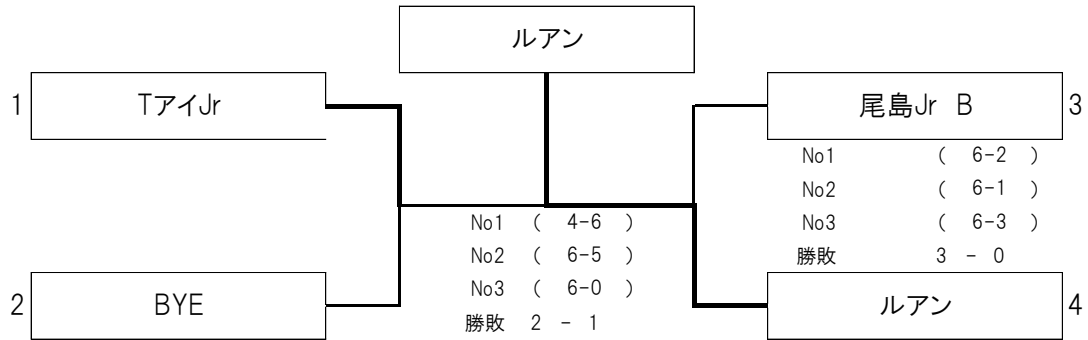 ルアン
1 TアイJr
尾島Jr B 3
No1 ( 6-2 )
No2 ( 6-1 )
No3 ( 6-3 )
勝敗 3 - 0
No1 ( 4-6 )
No2 ( 6-5 )
No3 ( 6-0 )
勝敗 2 - 1
2 BYE
ルアン 4